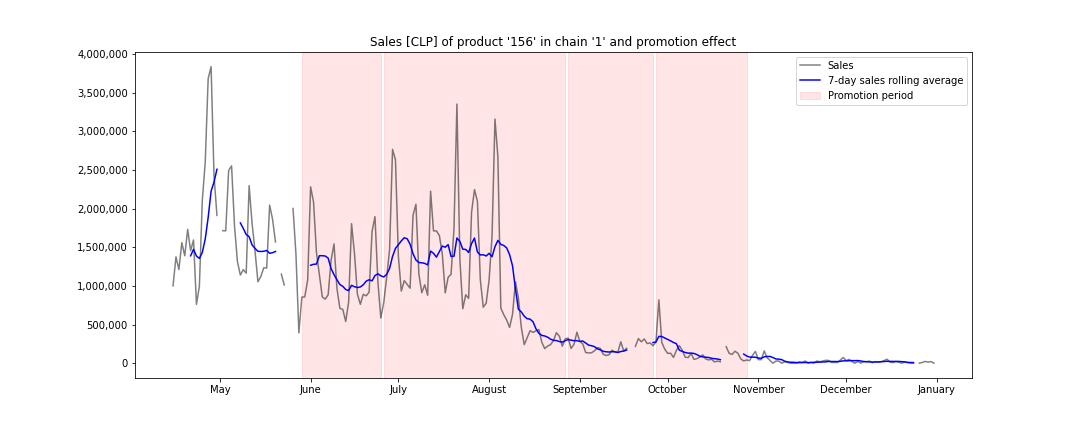 Sales [CLP] of product '156' in chain '1' and promotion effect
4,000,000
3,500,000
3,000,000
2,500,000
2,000,000
1,500,000
1,000,000
500,000
0
Sales
7-day sales rolling average
Promotion period
May
June
July
August
September
October
November
December
January